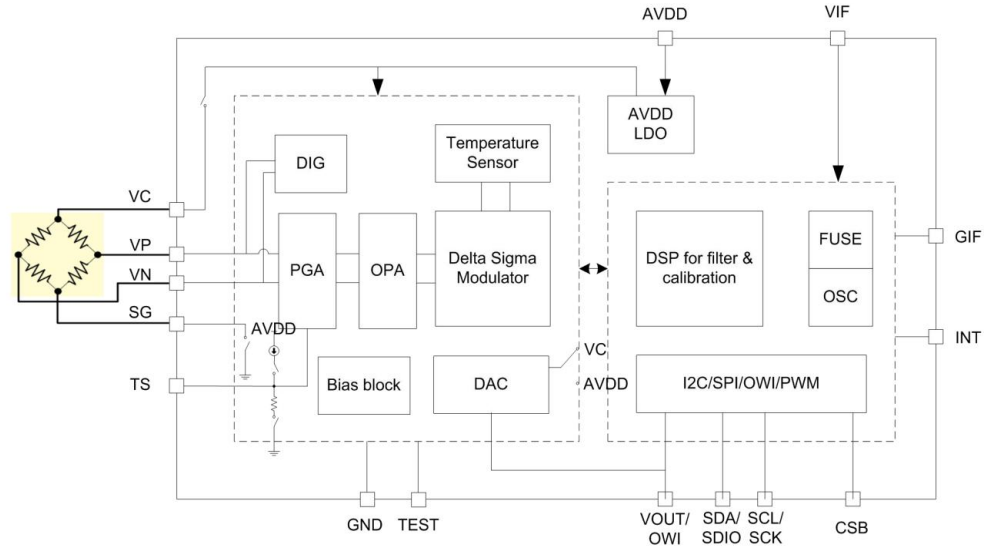 AVDD
VIF
AVDD
LDO
Temperature
Sensor
DIG
VC
VP
VN
SG
TS
PGA
OPA
Delta Sigma
Modulator
DSP for filter &
calibration
FUSE
OSC
GIF
INT
AVDD
Bias block
DAC
VC
AVDD
I2C/SPI/OWI/PWM
GND
TEST
VOUT/
OWI
SDA/
SDIO
SCL/
SCK
CSB